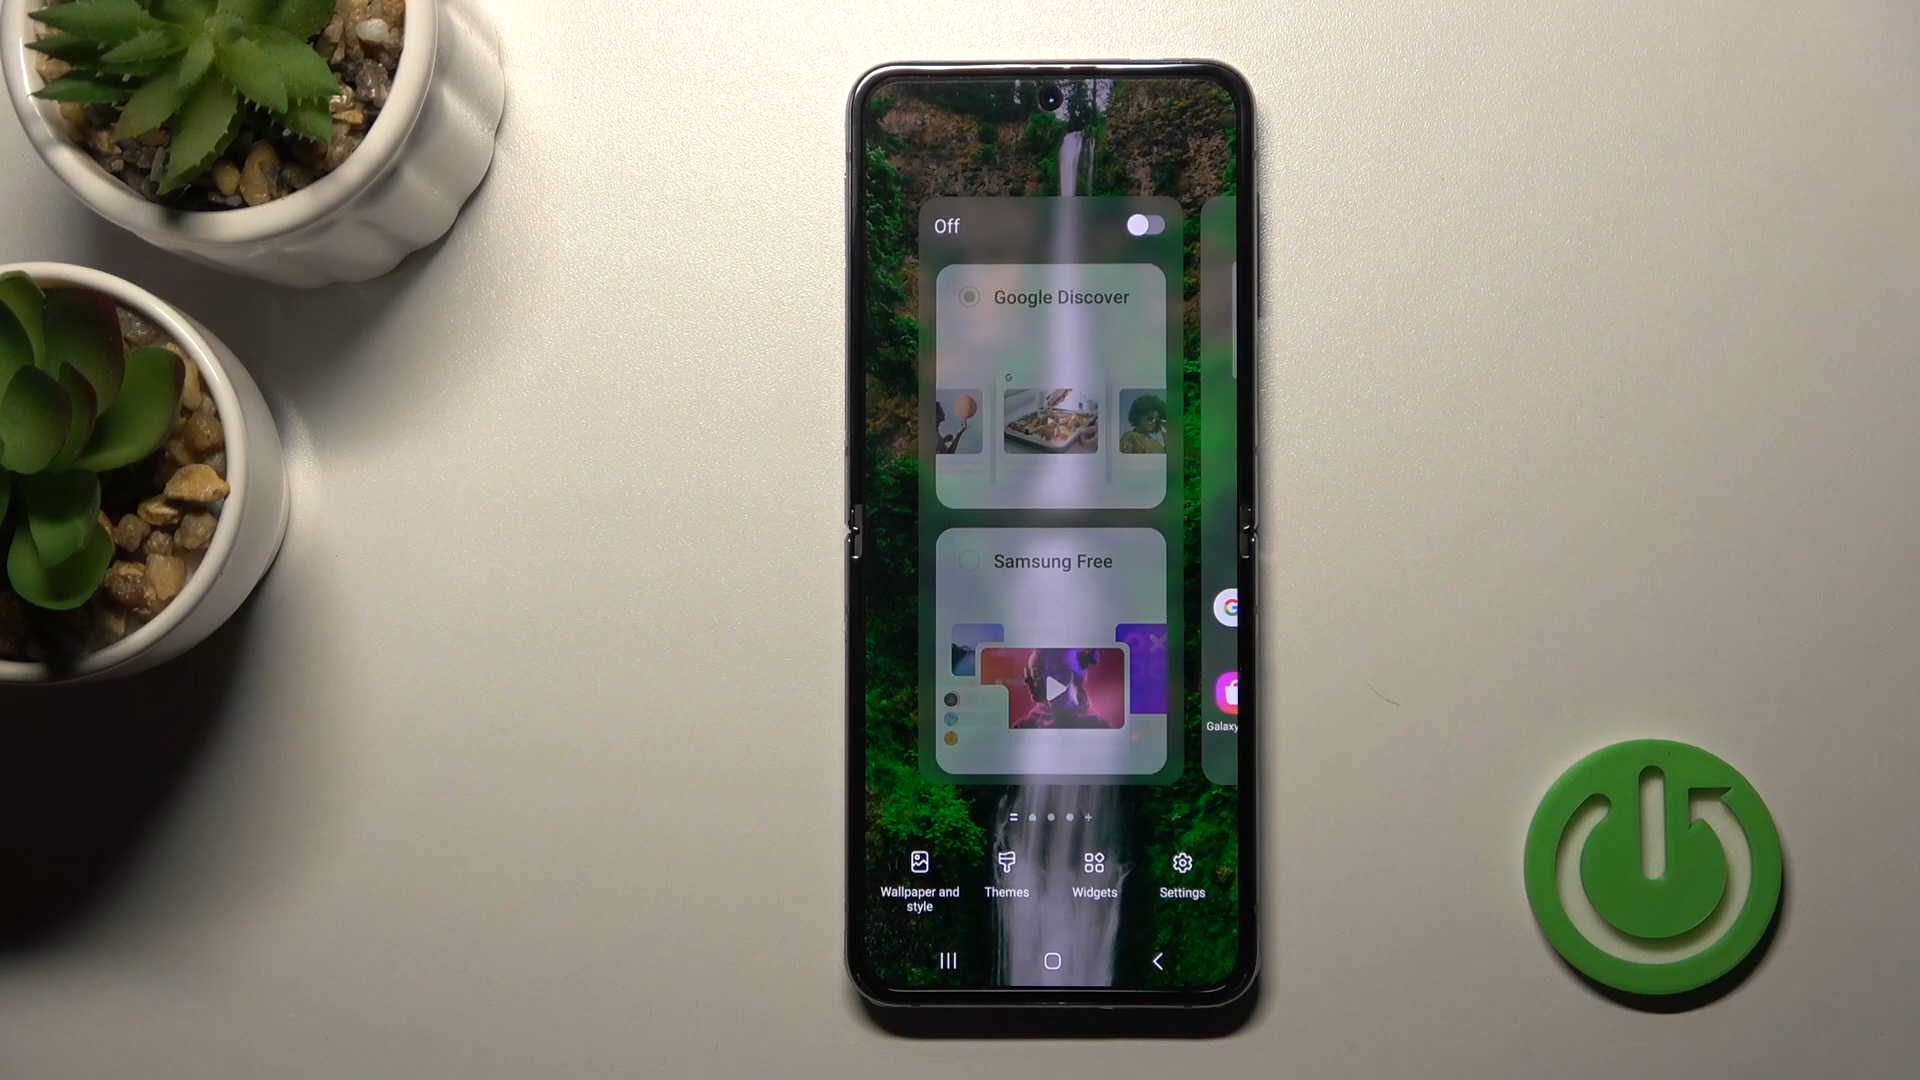 Off
Google Discover
G
Samsung Free
G
Galaxy
Wallpaper and
style
Themes
Widgets
Settings